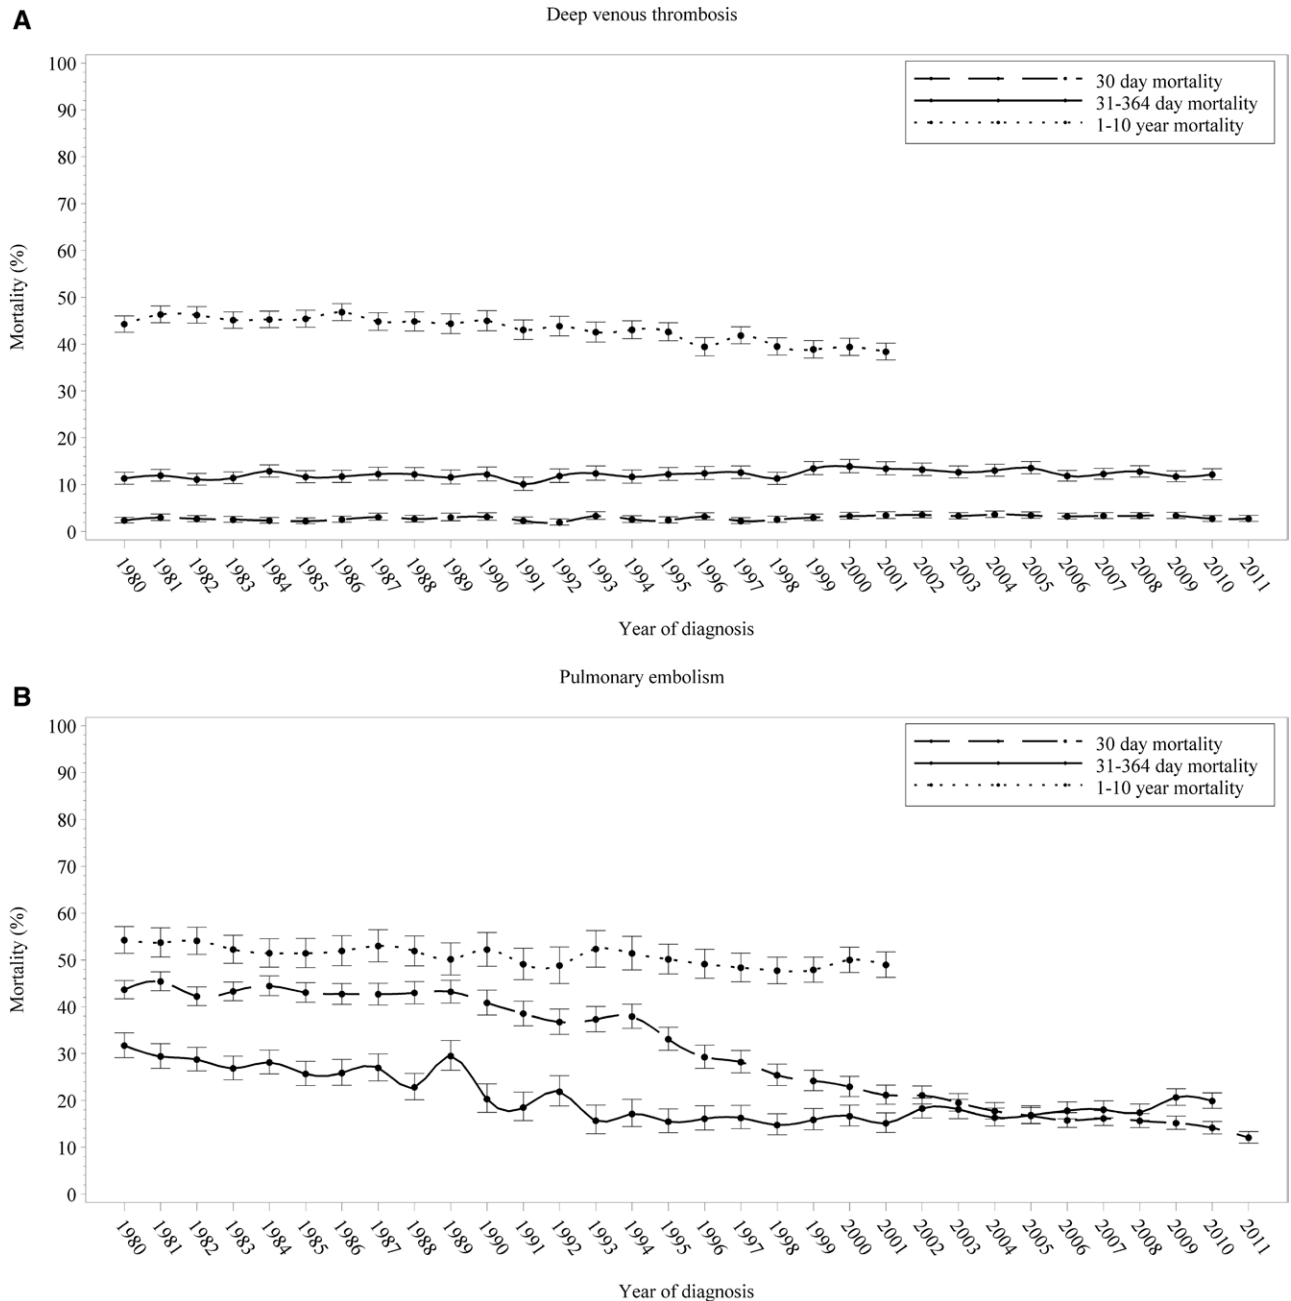 A
Deep venous thrombosis
30 day mortality
31-364 day mortality
1-10 year mortality
Mortality (%)
100
90
80
70
60
50
40
30
20
10
0
1980 1981 1982 1983 1984 1985 1986 1987 1988 1989 1990 1991 1992 1993 1994 1995 1996 1997 1998 1999 2000 2001 2002 2003 2004 2005 2006 2007 2008 2009 2010 2011
Year of diagnosis
Pulmonary embolism
B
30 day mortality
31-364 day mortality
1-10 year mortality
Mortality (%)
100
90
80
70
60
50
40
30
20
10
0
1980 1981 1982 1983 1984 1985 1986 1987 1988 1989 1990 1991 1992 1993 1994 1995 1996 1997 1998 1999 2000 2001 2002 2003 2004 2005 2006 2007 2008 2009 2010 2011
Year of diagnosis